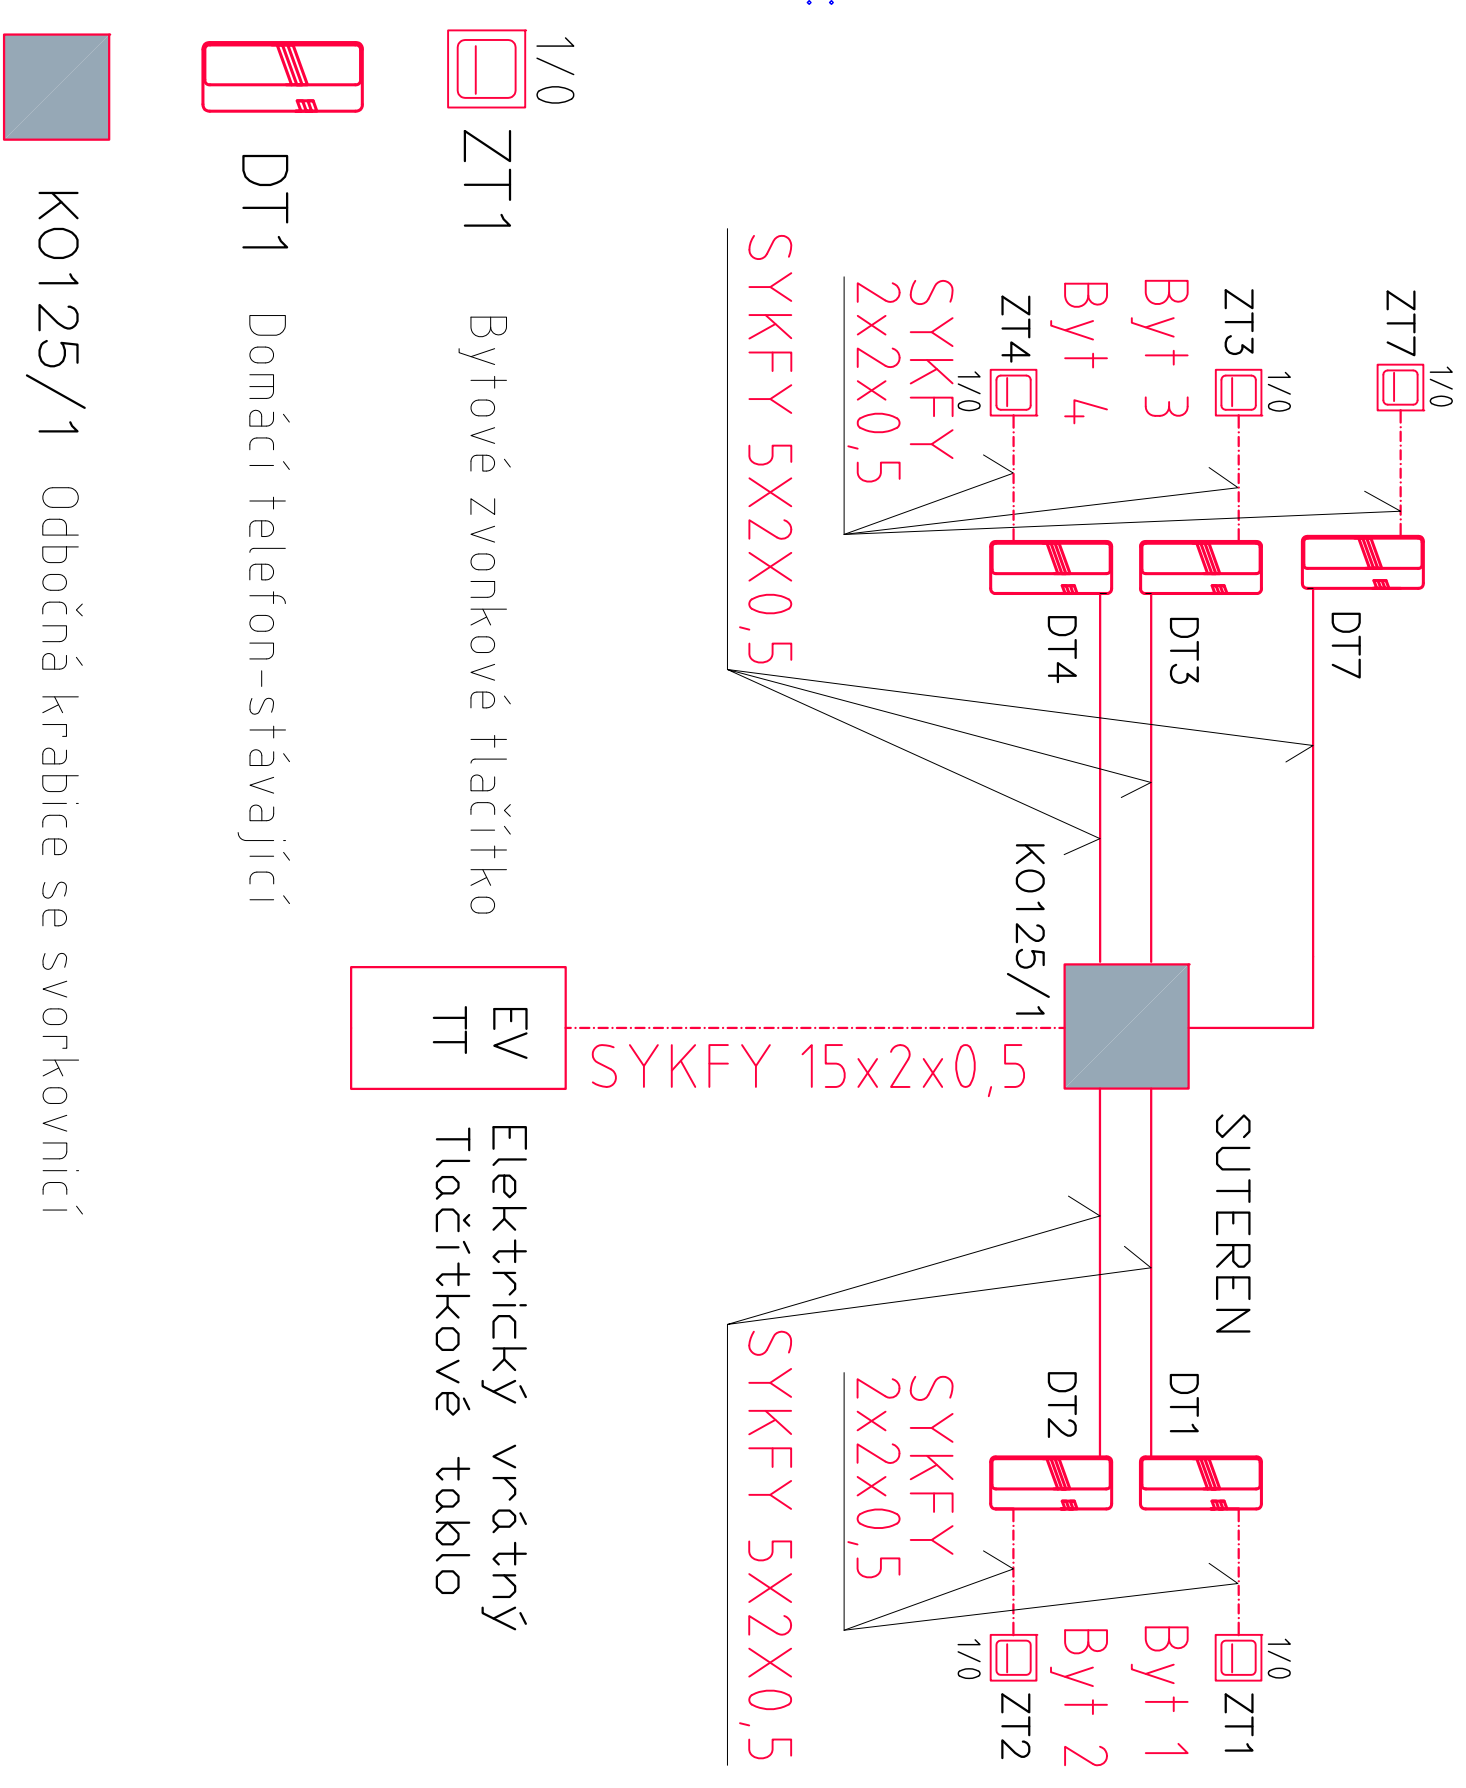 ZT7
1/0
DT7
ZT3
1/0
Byt 3
DT3
Byt 4
ZT4
1/0
DT4
SYKFY
2x2x0,5
SYKFY 5X2X0,5
KO125/1
SUTEREN
DT1
ZT1
1/0
Byt 1
DT2
Byt 2
ZT2
1/0
SYKFY
2x2x0,5
SYKFY 5X2X0,5
SYKFY 15x2x0,5
EV
TT
Elektrický vrátný
Tlačítkové tablo
1/0
ZT1 Bytové zvonkové tlačítko
DT1 Domácí telefon-stávající
KO125/1 Odbočná krabice se svorkovnicí